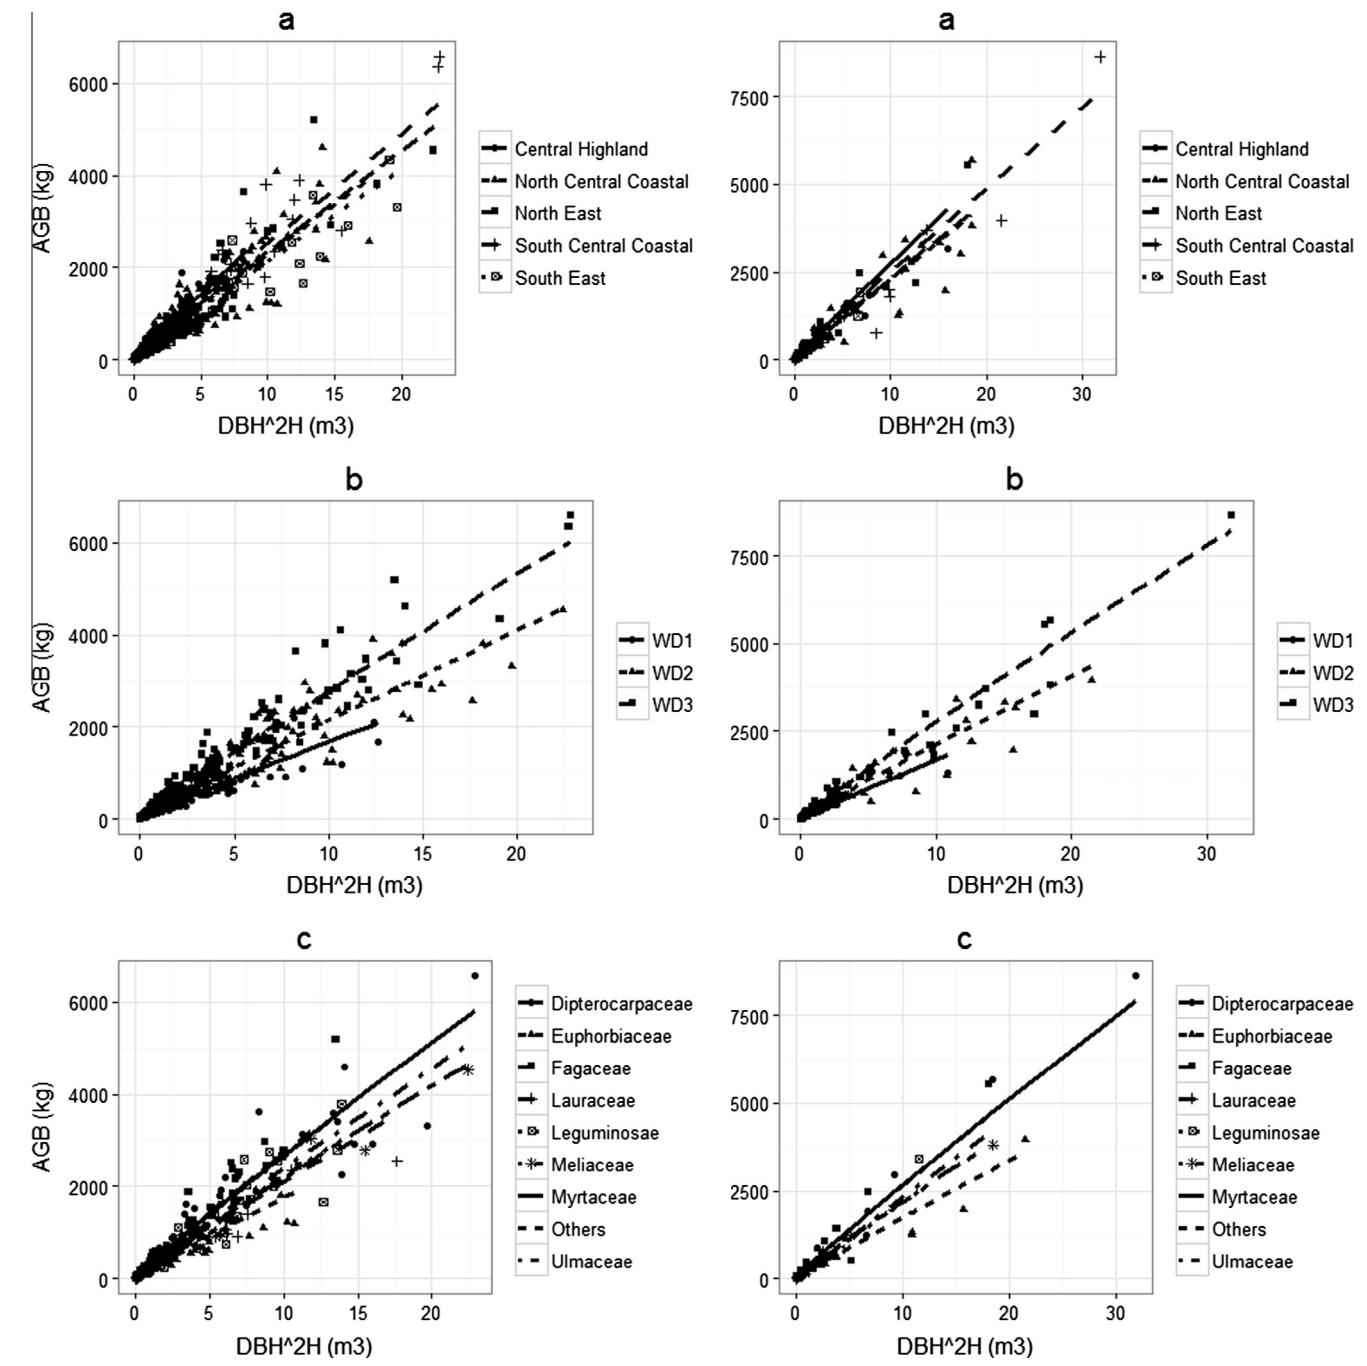 a
AGB (kg)
6000
4000
2000
0
0 5 10 15 20
DBH^2H (m3)
Central Highland
North Central Coastal
North East
South Central Coastal
South East
a
7500
5000
2500
0
0 10 20 30
DBH^2H (m3)
Central Highland
North Central Coastal
North East
South Central Coastal
South East
b
AGB (kg)
6000
4000
2000
0
0 5 10 15 20
DBH^2H (m3)
WD1
WD2
WD3
b
7500
5000
2500
0
0 10 20 30
DBH^2H (m3)
WD1
WD2
WD3
c
AGB (kg)
6000
4000
2000
0
0 5 10 15 20
DBH^2H (m3)
Dipterocarpaceae
Euphorbiaceae
Fagaceae
Lauraceae
Leguminosae
Meliaceae
Myrtaceae
Others
Ulmaceae
c
7500
5000
2500
0
0 10 20 30
DBH^2H (m3)
Dipterocarpaceae
Euphorbiaceae
Fagaceae
Lauraceae
Leguminosae
Meliaceae
Myrtaceae
Others
Ulmaceae